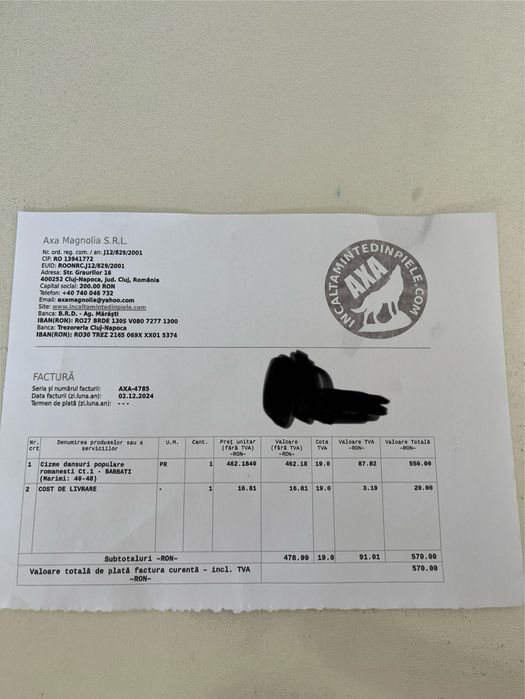 Axa Magnolia S.R.L.
Nr. ord. reg. com. / an: J12/829/2001
CIF: RO 13941772
EUID: ROONRC.J12/829/2001
Adresa: Str. Graurilor 16
400252 Cluj-Napoca, jud. Cluj, România
Capital social: 200.00 RON
Telefon: +40 740 046 732
Email: axamagnolia@yahoo.com
Site: www.incaltamintedinpiele.com
Banca: B.R.D. - Ag. Mărăști
IBAN(RON): RO27 BRDE 130S V080 7277 1300
Banca: Trezoreria Cluj-Napoca
IBAN(RON): RO30 TREZ 2165 069X XX01 5374
INCALTAMINTEDINPIELE.COM
AXA
FACTURĂ
Seria și numărul facturii: AXA-4785
Data facturii (zi.luna.an): 02.12.2024
Termen de plată (zi.luna.an): - - -
Nr. crt Denumirea produselor sau a serviciilor U.M. Cant. Preț unitar (fără TVA) -RON- Valoare (fără TVA) -RON- Cota TVA Valoare TVA -RON- Valoare Totală -RON-
1 Cizme dansuri populare romanesti Ct.1 - BARBATI (Marimi: 40-48) PR 1 462.1849 462.18 19.0 87.82 550.00
2 COST DE LIVRARE - 1 16.81 16.81 19.0 3.19 20.00
Subtotaluri -RON- 478.99 19.0 91.01 570.00
Valoare totală de plată factura curentă - incl. TVA -RON- 570.00